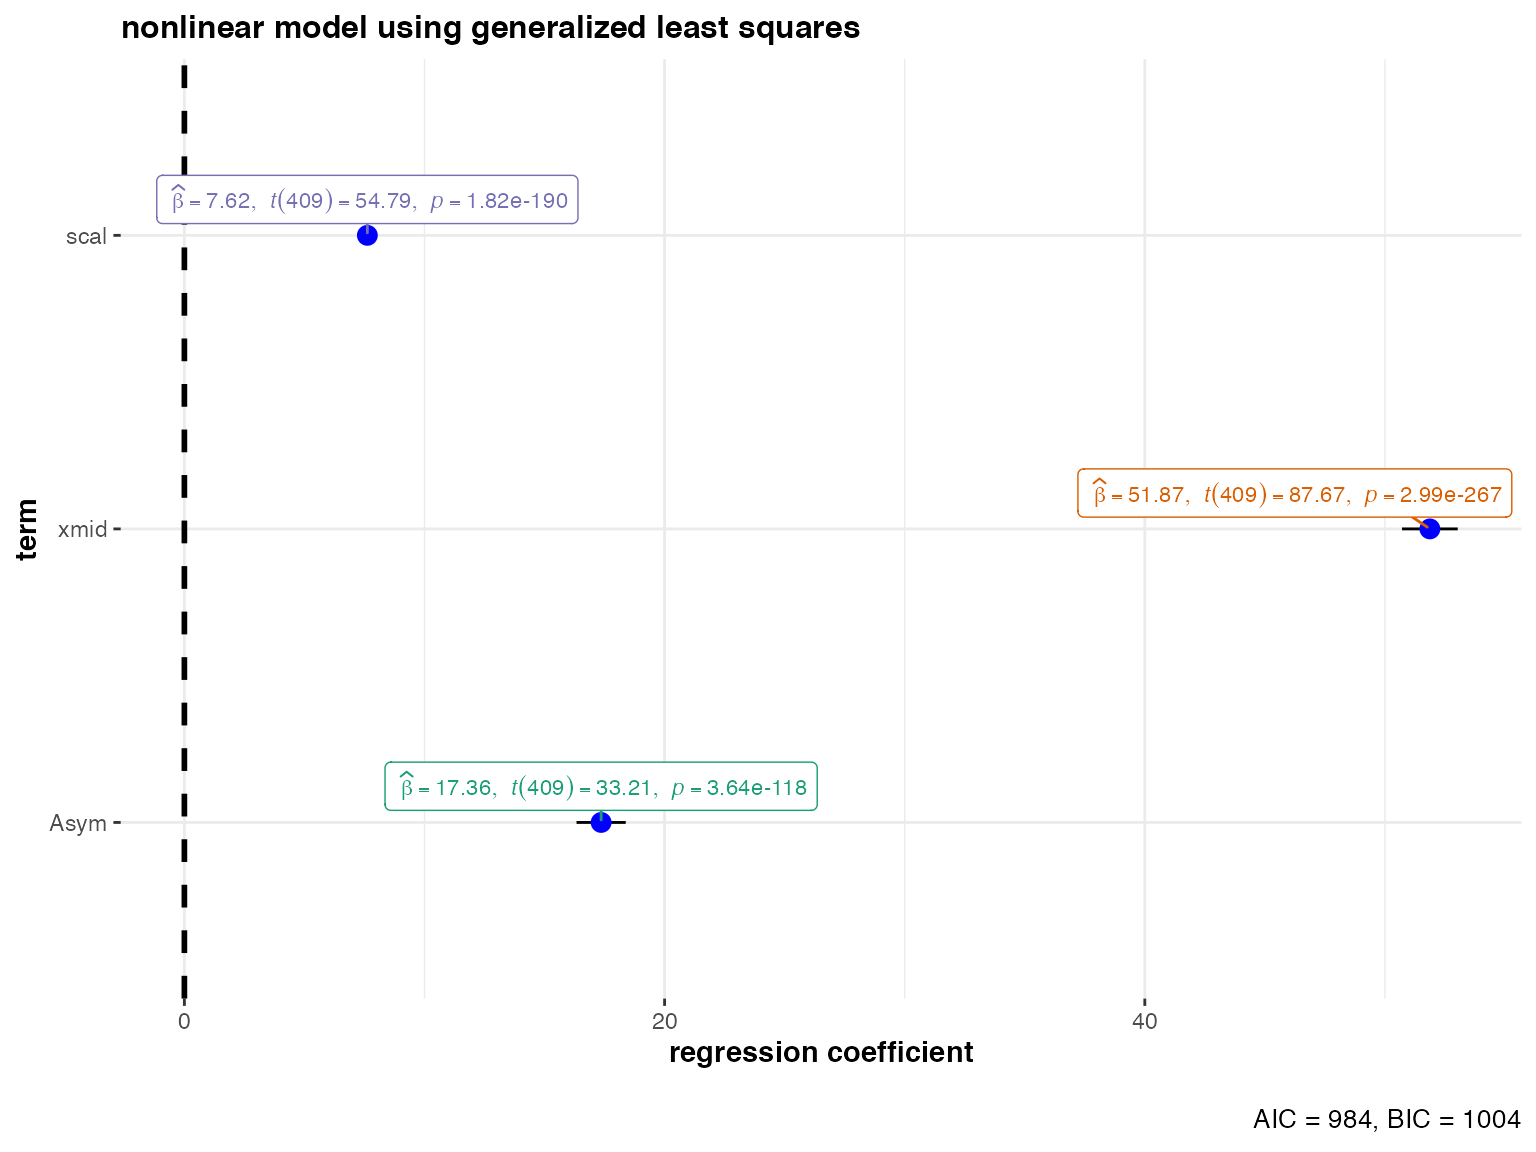 nonlinear model using generalized least squares
β̂ = 7.62, t(409) = 54.79, p = 1.82e-190
scal
β̂ = 51.87, t(409) = 87.67, p = 2.99e-267
xmid
term
β̂ = 17.36, t(409) = 33.21, p = 3.64e-118
Asym
0 20 40
regression coefficient
AIC = 984, BIC = 1004